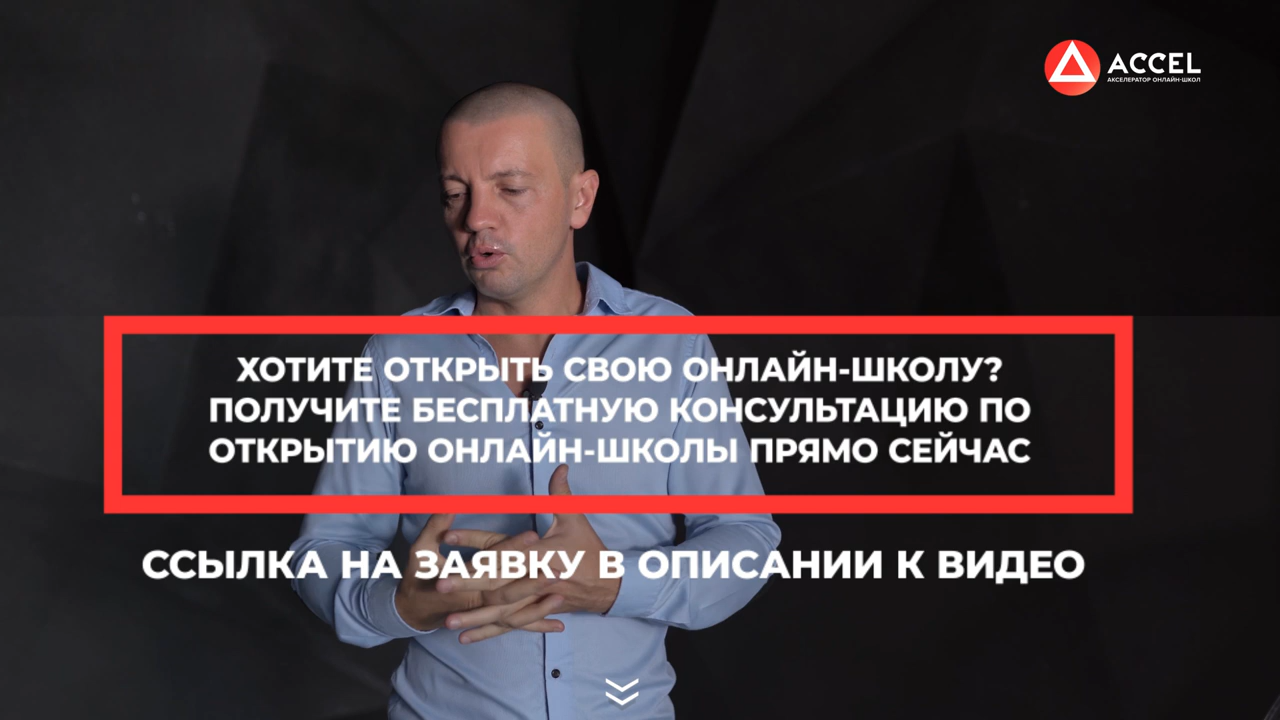 ACCEL
АКСЕЛЕРАТОР ОНЛАЙН-ШКОЛ
ХОТИТЕ ОТКРЫТЬ СВОЮ ОНЛАЙН-ШКОЛУ?
ПОЛУЧИТЕ БЕСПЛАТНУЮ КОНСУЛЬТАЦИЮ ПО
ОТКРЫТИЮ ОНЛАЙН-ШКОЛЫ ПРЯМО СЕЙЧАС
ССЫЛКА НА ЗАЯВКУ В ОПИСАНИИ К ВИДЕО